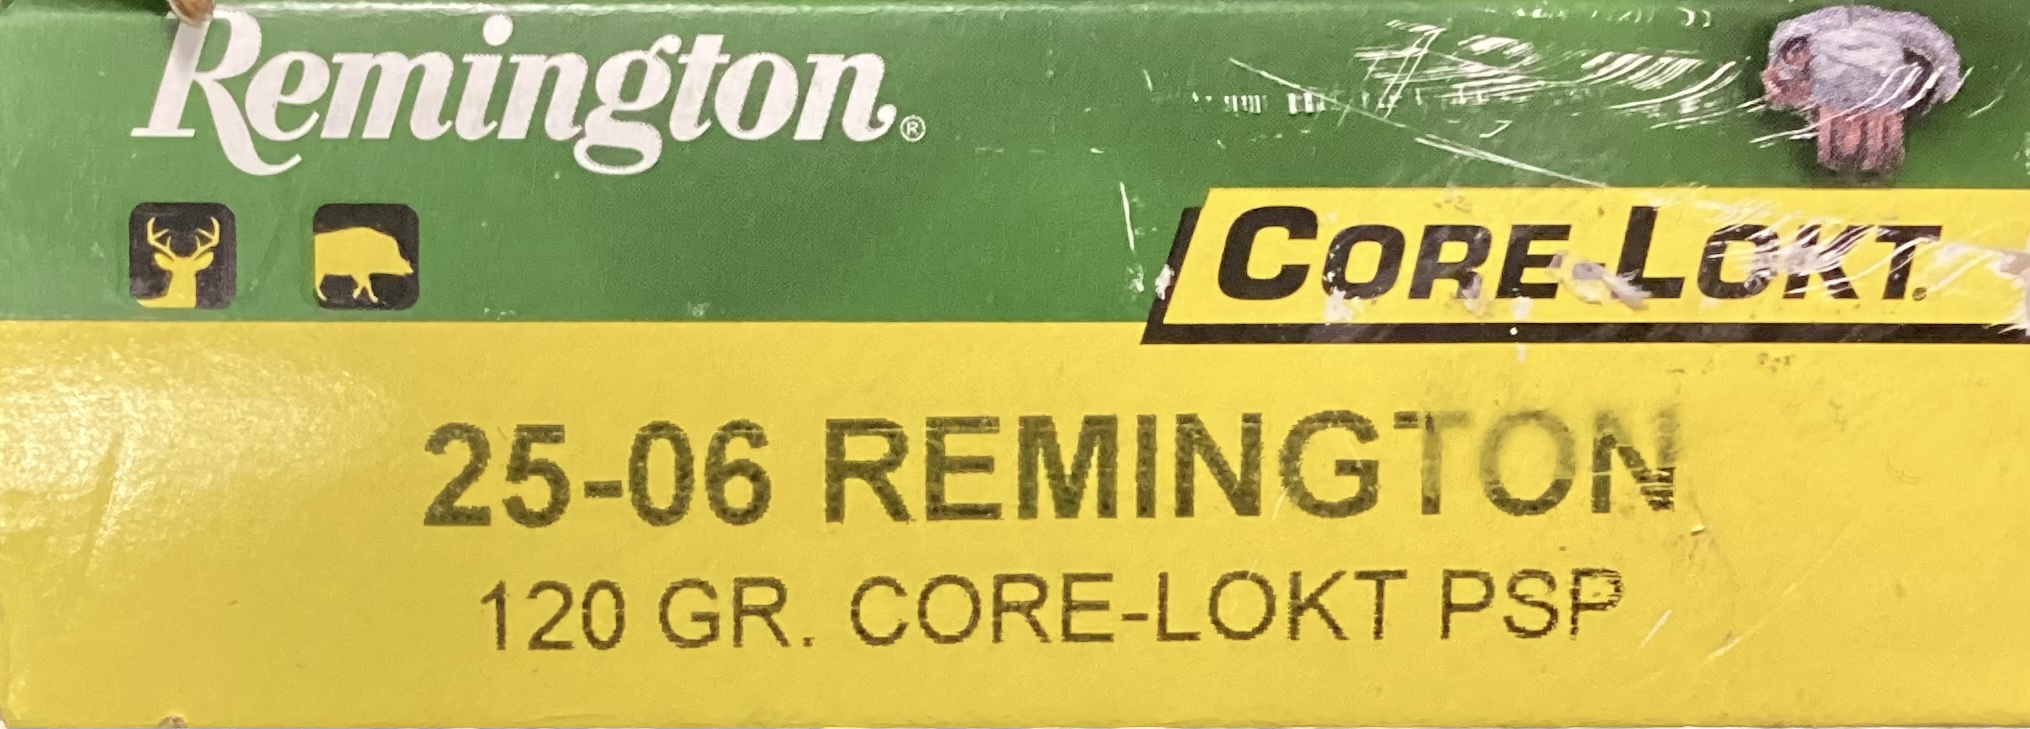 Remington®
CORE-LOKT®
25-06 REMINGTON
120 GR. CORE-LOKT PSP